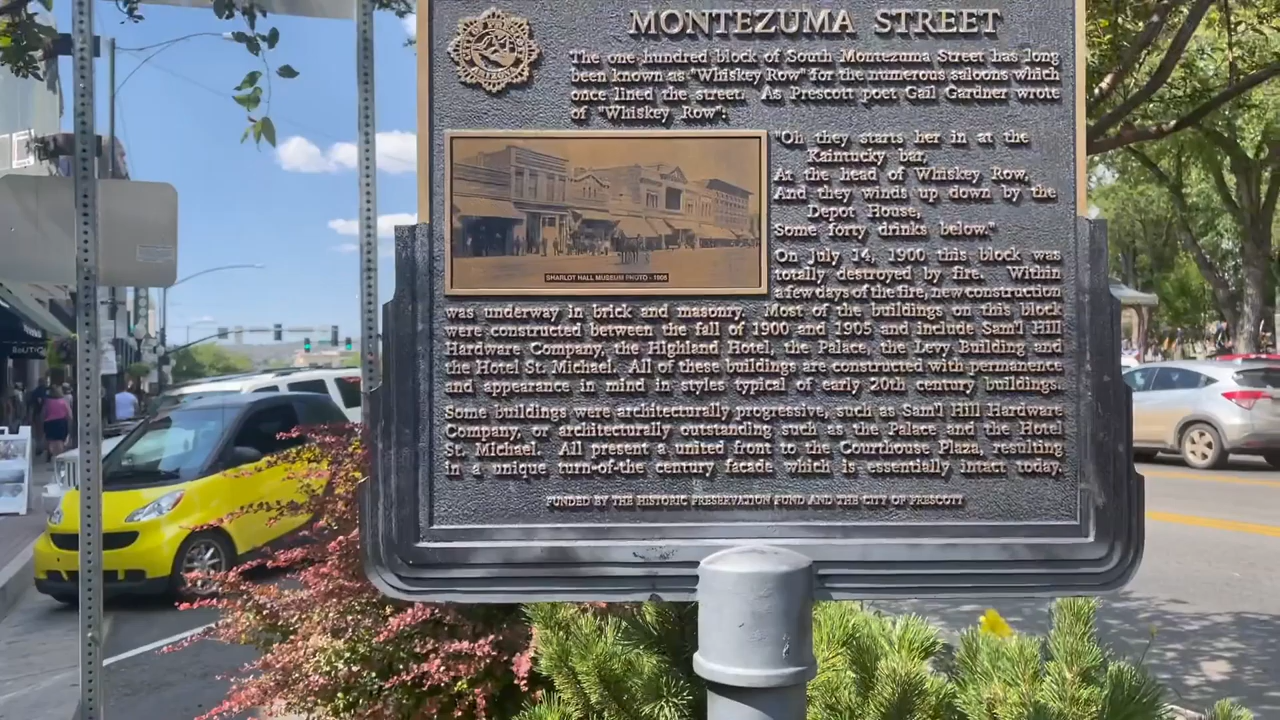 MONTEZUMA STREET
The one hundred block of South Montezuma Street has long
been known as "Whiskey Row" for the numerous saloons which
once lined the street. As Prescott poet Gail Gardner wrote
of "Whiskey Row":
"Oh they starts her in at the
Kaintucky bar,
At the head of Whiskey Row,
And they winds up down by the
Depot House,
Some forty drinks below."
SHARLOT HALL MUSEUM PHOTO - 1905
On July 14, 1900 this block was
totally destroyed by fire. Within
a few days of the fire, new construction
was underway in brick and masonry. Most of the buildings on this block
were constructed between the fall of 1900 and 1905 and include Sam'l Hill
Hardware Company, the Highland Hotel, the Palace, the Levy Building and
the Hotel St. Michael. All of these buildings are constructed with permanence
and appearance in mind in styles typical of early 20th century buildings.
Some buildings were architecturally progressive, such as Sam'l Hill Hardware
Company, or architecturally outstanding such as the Palace and the Hotel
St. Michael. All present a united front to the Courthouse Plaza, resulting
in a unique turn-of-the century facade which is essentially intact today.
FUNDED BY THE HISTORIC PRESERVATION FUND AND THE CITY OF PRESCOTT